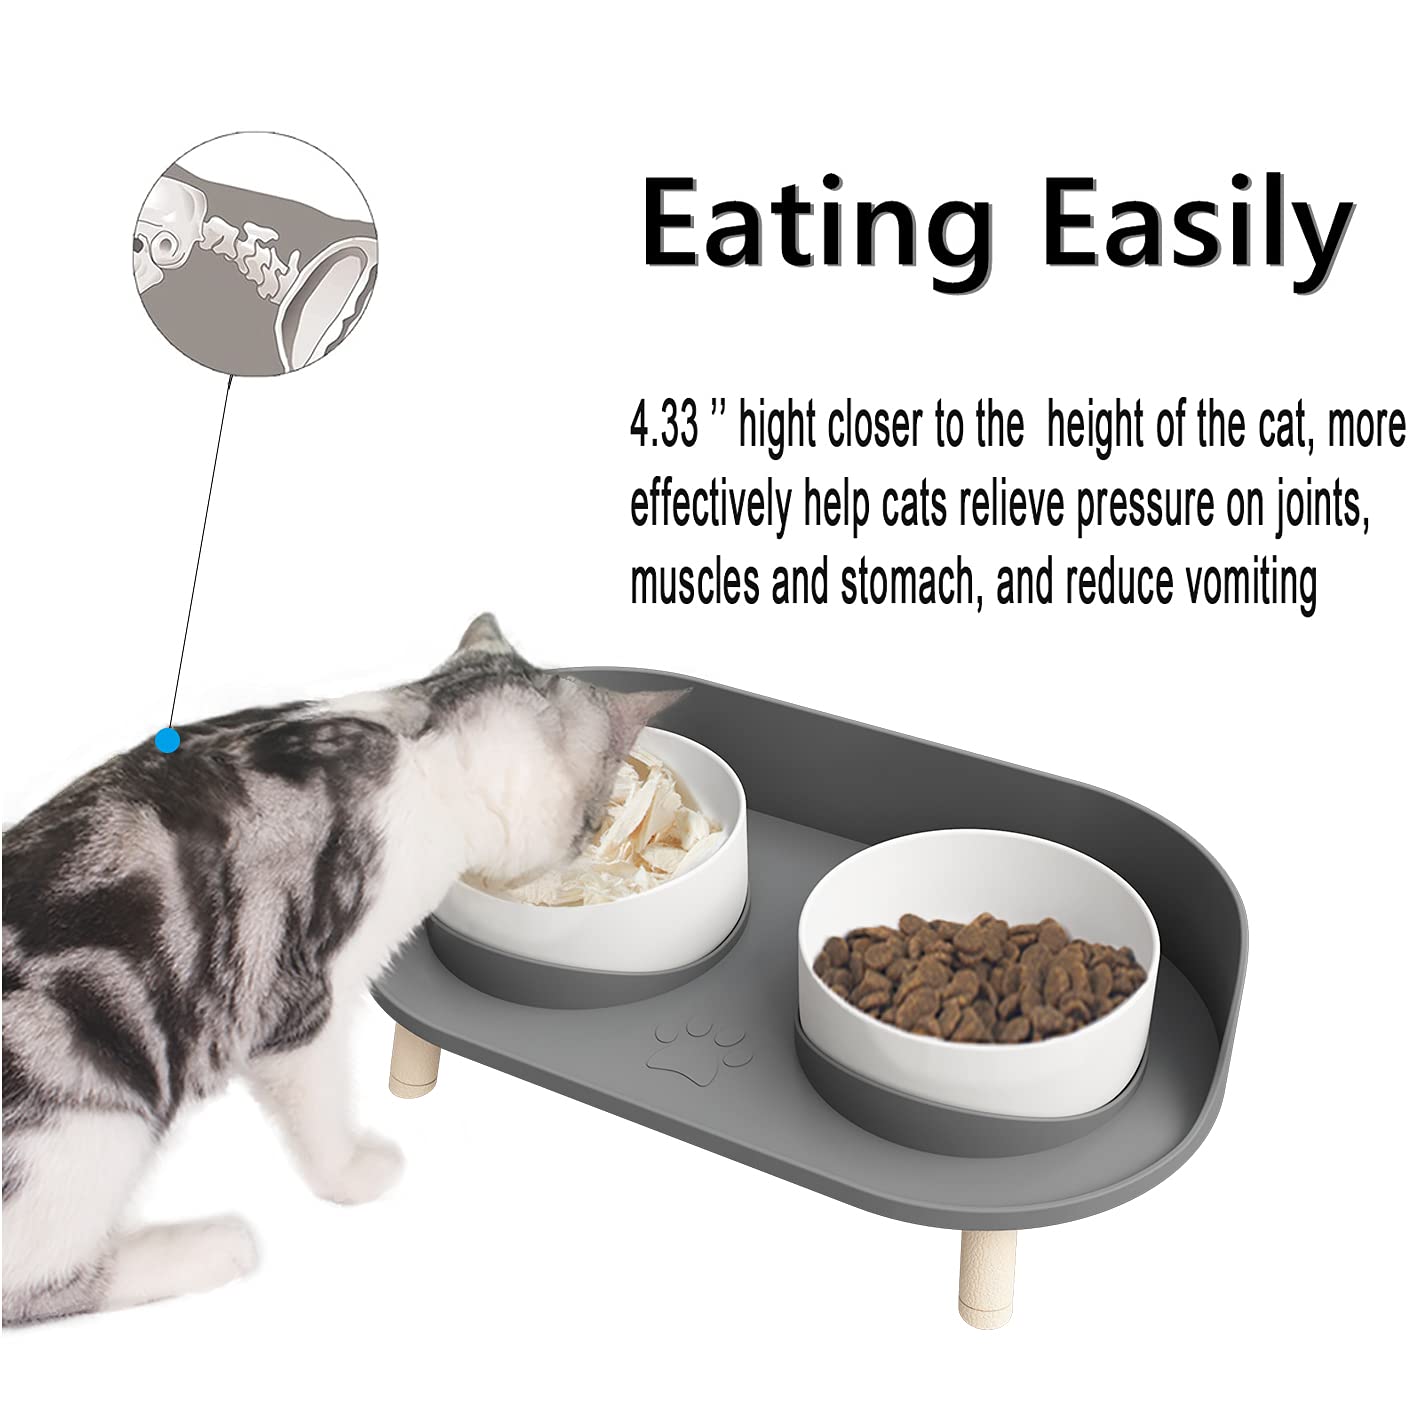 Eating Easily
4.33 ’’ hight closer to the height of the cat, more
effectively help cats relieve pressure on joints,
muscles and stomach, and reduce vomiting